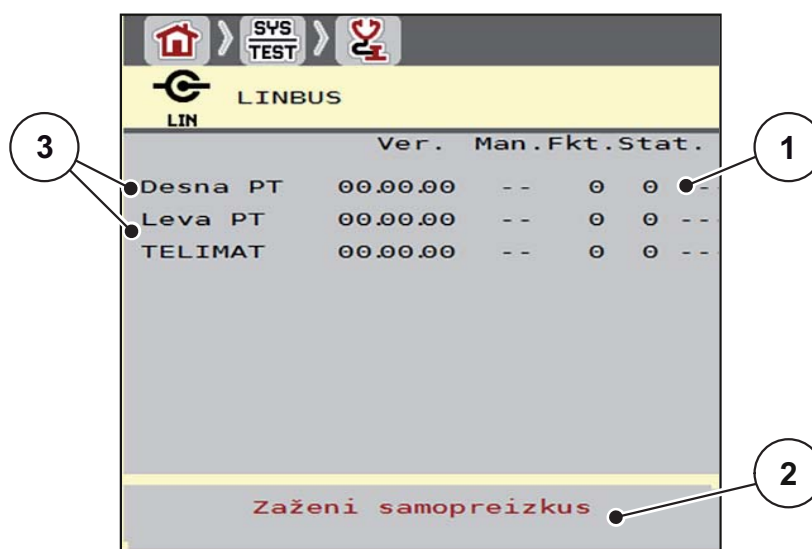 SYS
TEST
LIN
LINBUS
Ver. Man. Fkt. Stat.
Desna PT 00.00.00 -- 0 0 ---
Leva PT 00.00.00 -- 0 0 ---
TELIMAT 00.00.00 -- 0 0 --
Zaženi samopreizkus
3
1
2